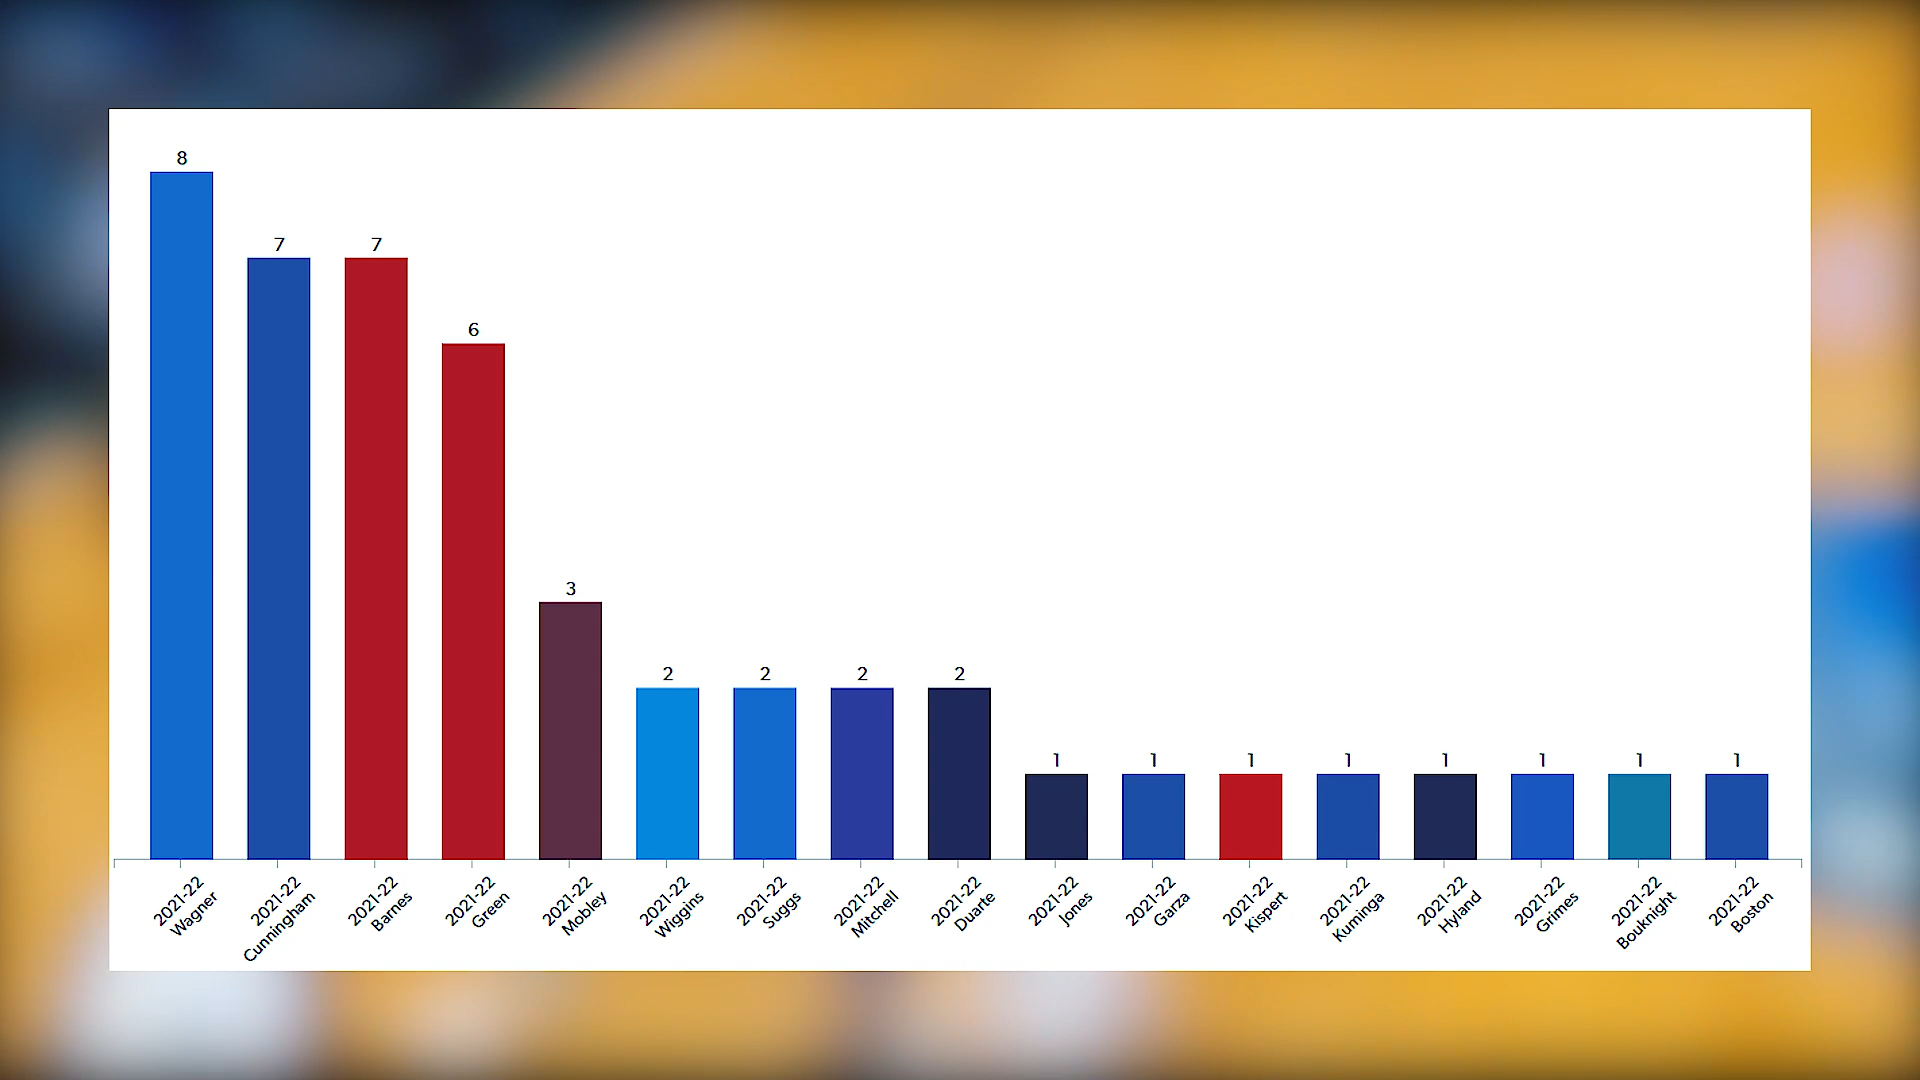 8
7
7
6
3
2
2
2
2
1
1
1
1
1
1
1
1
2021-22
Wagner
2021-22
Cunningham
2021-22
Barnes
2021-22
Green
2021-22
Mobley
2021-22
Wiggins
2021-22
Suggs
2021-22
Mitchell
2021-22
Duarte
2021-22
Jones
2021-22
Garza
2021-22
Kispert
2021-22
Kuminga
2021-22
Hyland
2021-22
Grimes
2021-22
Bouknight
2021-22
Boston